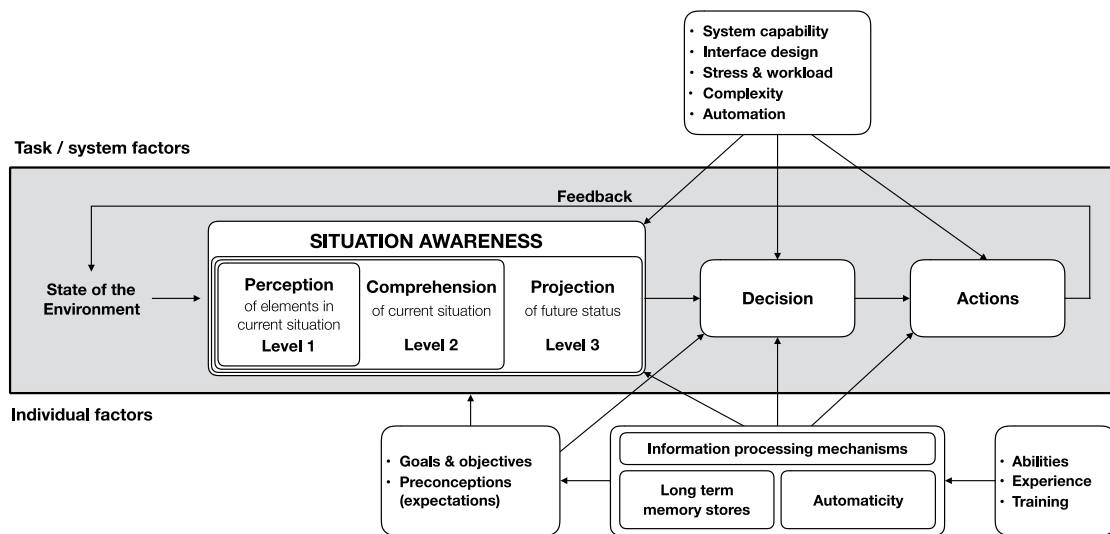 • System capability
• Interface design
• Stress & workload
• Complexity
• Automation
Task / system factors
Feedback
SITUATION AWARENESS
State of the
Environment
Perception
of elements in
current situation
Level 1
Comprehension
of current situation
Level 2
Projection
of future status
Level 3
Decision
Actions
Individual factors
• Goals & objectives
• Preconceptions
(expectations)
Information processing mechanisms
Long term
memory stores
Automaticity
• Abilities
• Experience
• Training